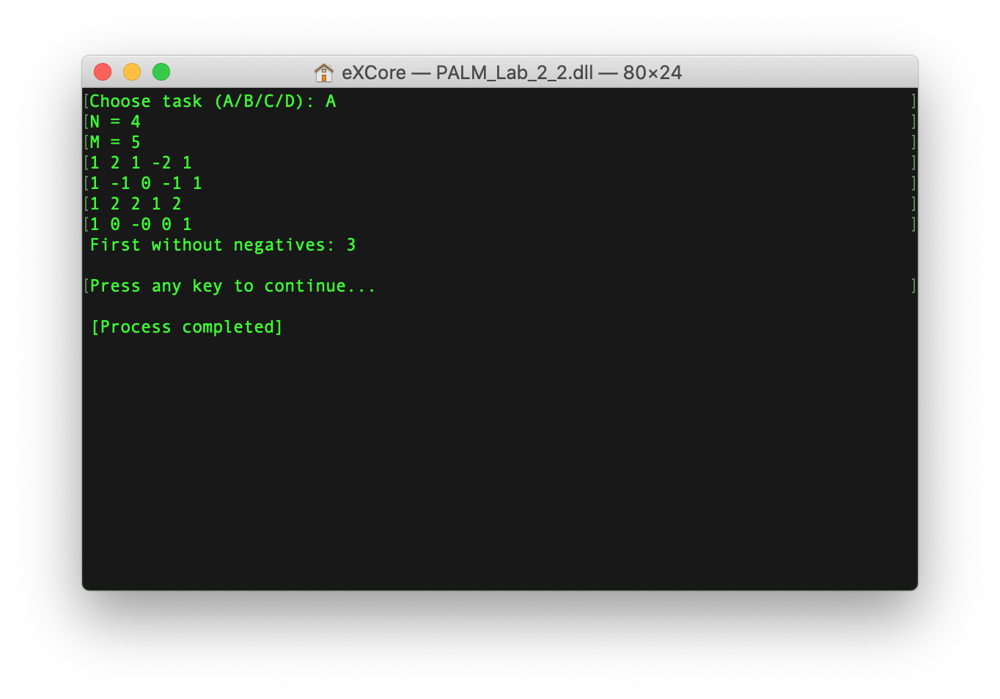 eXCore — PALM_Lab_2_2.dll — 80×24
[Choose task (A/B/C/D): A ]
[N = 4 ]
[M = 5 ]
[1 2 1 -2 1 ]
[1 -1 0 -1 1 ]
[1 2 2 1 2 ]
[1 0 -0 0 1 ]
First without negatives: 3
[Press any key to continue... ]
[Process completed]